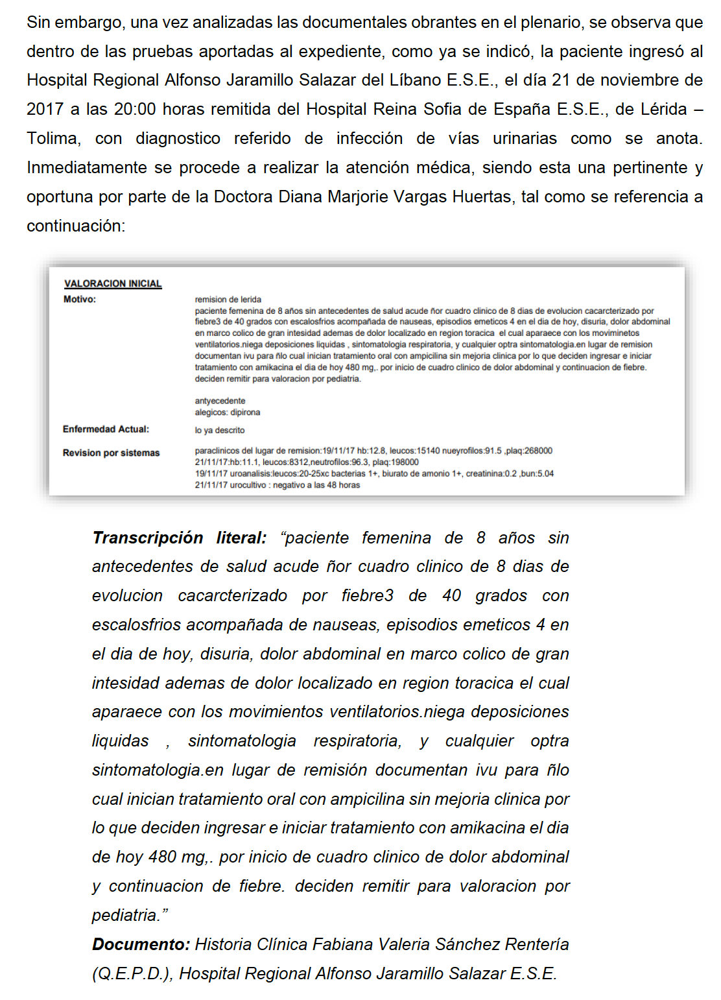 Sin embargo, una vez analizadas las documentales obrantes en el plenario, se observa que
dentro de las pruebas aportadas al expediente, como ya se indicó, la paciente ingresó al
Hospital Regional Alfonso Jaramillo Salazar del Líbano E.S.E., el día 21 de noviembre de
2017 a las 20:00 horas remitida del Hospital Reina Sofia de España E.S.E., de Lérida –
Tolima, con diagnostico referido de infección de vías urinarias como se anota.
Inmediatamente se procede a realizar la atención médica, siendo esta una pertinente y
oportuna por parte de la Doctora Diana Marjorie Vargas Huertas, tal como se referencia a
continuación:
VALORACION INICIAL
Motivo:
remision de lerida
paciente femenina de 8 años sin antecedentes de salud acude ñor cuadro clinico de 8 dias de evolucion cacarcterizado por
fiebre3 de 40 grados con escalosfrios acompañada de nauseas, episodios emeticos 4 en el dia de hoy, disuria, dolor abdominal
en marco colico de gran intesidad ademas de dolor localizado en region toracica el cual aparaece con los moviminetos
ventilatorios.niega deposiciones liquidas , sintomatologia respiratoria, y cualquier optra sintomatologia.en lugar de remision
documentan ivu para ñlo cual inician tratamiento oral con ampicilina sin mejoria clinica por lo que deciden ingresar e iniciar
tratamiento con amikacina el dia de hoy 480 mg,. por inicio de cuadro clinico de dolor abdominal y continuacion de fiebre.
deciden remitir para valoracion por pediatria.
antyecedente
alegicos: dipirona
Enfermedad Actual: lo ya descrito
Revision por sistemas paraclinicos del lugar de remision:19/11/17 hb:12.8, leucos:15140 nueyrofilos:91.5 ,plaq:268000
21/11/17:hb:11.1, leucos:8312,neutrofilos:96.3, plaq:198000
19/11/17 uroanalisis:leucos:20-25xc bacterias 1+, biurato de amonio 1+, creatinina:0.2 ,bun:5.04
21/11/17 urocultivo : negativo a las 48 horas
Transcripción literal: “paciente femenina de 8 años sin
antecedentes de salud acude ñor cuadro clinico de 8 dias de
evolucion cacarcterizado por fiebre3 de 40 grados con
escalosfrios acompañada de nauseas, episodios emeticos 4 en
el dia de hoy, disuria, dolor abdominal en marco colico de gran
intesidad ademas de dolor localizado en region toracica el cual
aparaece con los movimientos ventilatorios.niega deposiciones
liquidas , sintomatologia respiratoria, y cualquier optra
sintomatologia.en lugar de remisión documentan ivu para ñlo
cual inician tratamiento oral con ampicilina sin mejoria clinica por
lo que deciden ingresar e iniciar tratamiento con amikacina el dia
de hoy 480 mg,. por inicio de cuadro clinico de dolor abdominal
y continuacion de fiebre. deciden remitir para valoracion por
pediatria.”
Documento: Historia Clínica Fabiana Valeria Sánchez Rentería
(Q.E.P.D.), Hospital Regional Alfonso Jaramillo Salazar E.S.E.